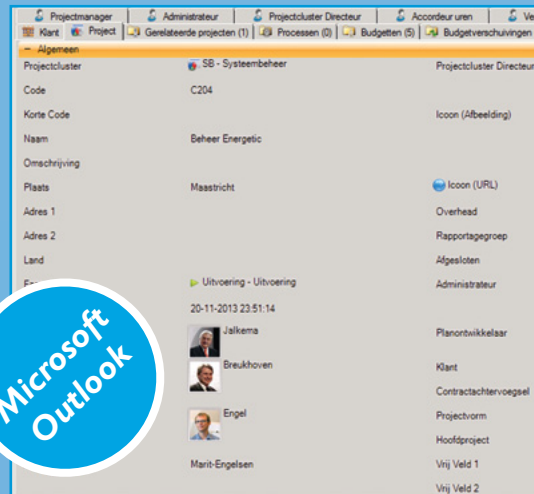 Projectmanager Administrateur Projectcluster Directeur Accordeur uren
Klant Project Gerelateerde projecten (1) Processen (0) Budgetten (5) Budgetverschuivingen
– Algemeen
Projectcluster SB - Systeembeheer Projectcluster Directeur
Code C204
Korte Code Icoon (Afbeelding)
Naam Beheer Energetic
Omschrijving
Plaats Maastricht Icoon (URL)
Adres 1 Overhead
Adres 2 Rapportagegroep
Land Afgesloten
Uitvoering - Uitvoering Administrateur
20-11-2013 23:51:14
Jalkema Planontwikkelaar
Breukhoven Klant
Contractachtervoegsel
Engel Projectvorm
Hoofdproject
Marit-Engelsen Vrij Veld 1
Vrij Veld 2
Microsoft
Outlook